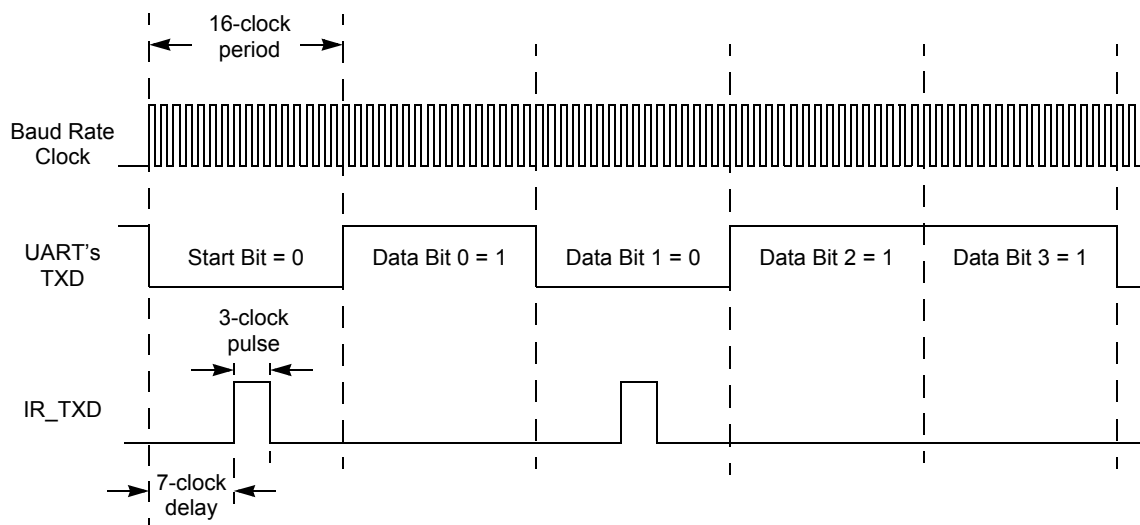 16-clock
period
Baud Rate
Clock
UART's
TXD
Start Bit = 0
Data Bit 0 = 1
Data Bit 1 = 0
Data Bit 2 = 1
Data Bit 3 = 1
3-clock
pulse
IR_TXD
7-clock
delay